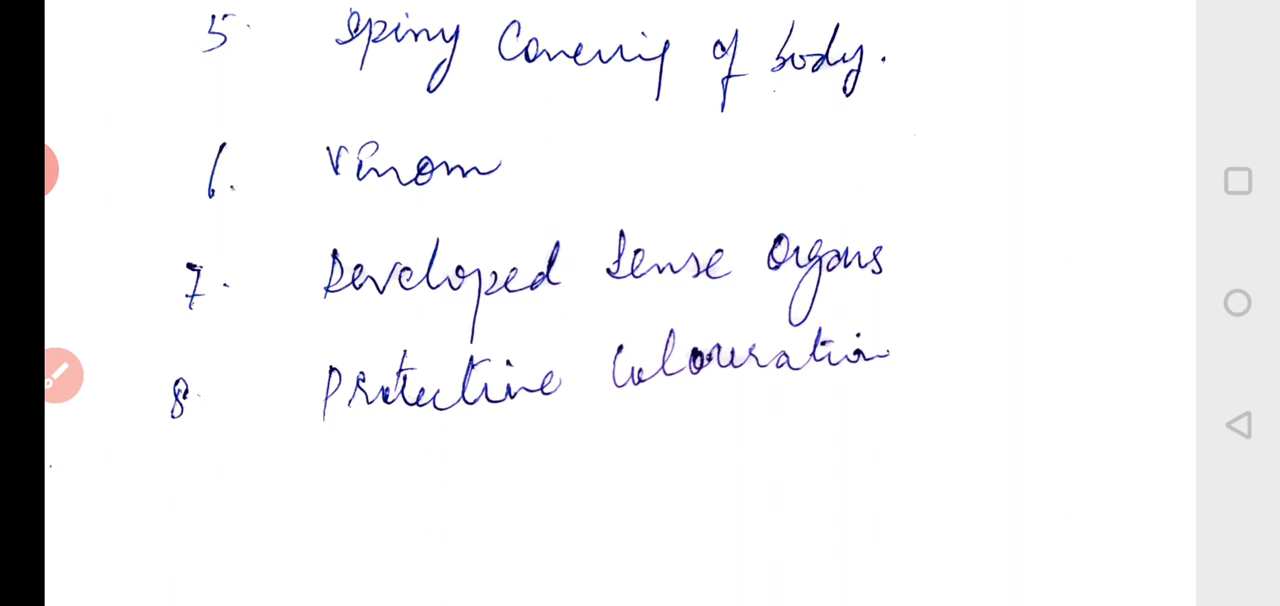 5. Spiny Covering of body.
6. Venom
7. Developed Sense Organs
8. Protective Colouration